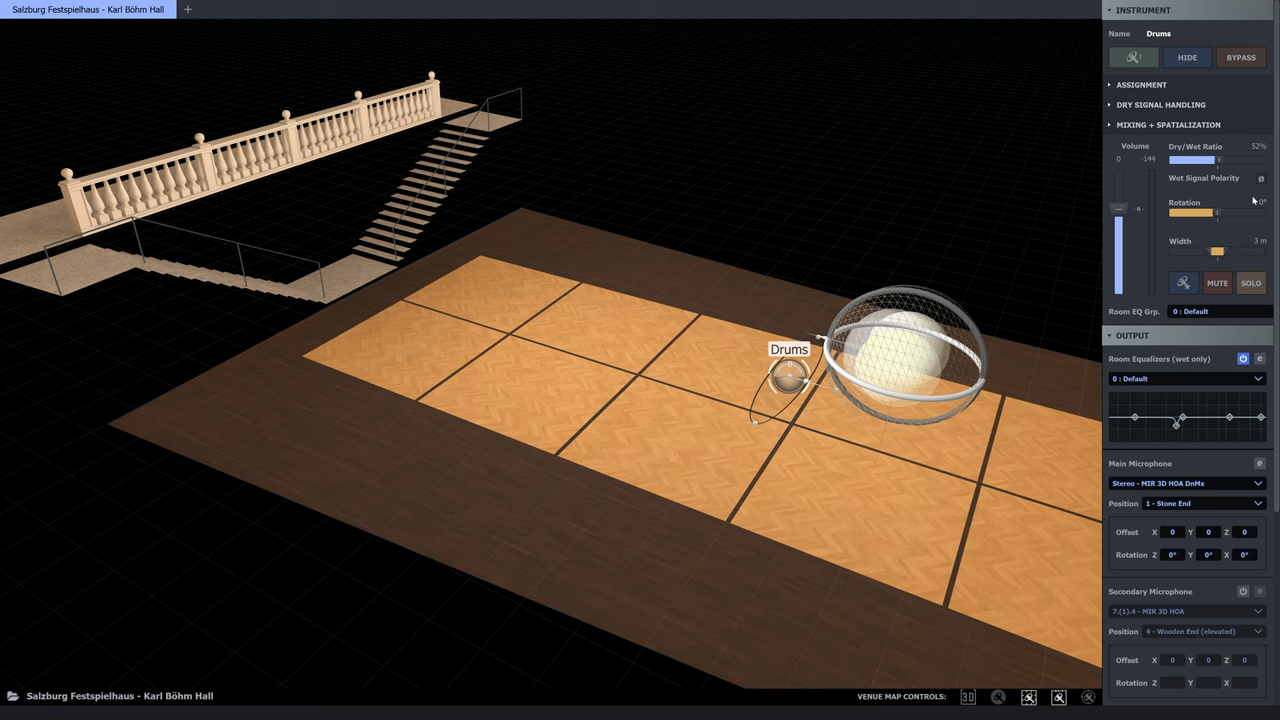 Salzburg Festspielhaus - Karl Böhm Hall
+
INSTRUMENT
Name Drums
HIDE BYPASS
ASSIGNMENT
DRY SIGNAL HANDLING
MIXING + SPATIALIZATION
Volume
0 -144
-9
Dry/Wet Ratio 52%
Wet Signal Polarity ø
Rotation 0°
Width 3 m
MUTE SOLO
Room EQ Grp. 0 : Default
OUTPUT
Room Equalizers (wet only)
0 : Default
Main Microphone e
Stereo - MIR 3D HOA DnMx
Position 1 - Stone End
Offset X 0 Y 0 Z 0
Rotation Z 0° Y 0° X 0°
Secondary Microphone e
7.(1).4 - MIR 3D HOA
Position 4 - Wooden End (elevated)
Offset X 0 Y 0 Z 0
Rotation Z Y X
Drums
Salzburg Festspielhaus - Karl Böhm Hall
VENUE MAP CONTROLS: 3D